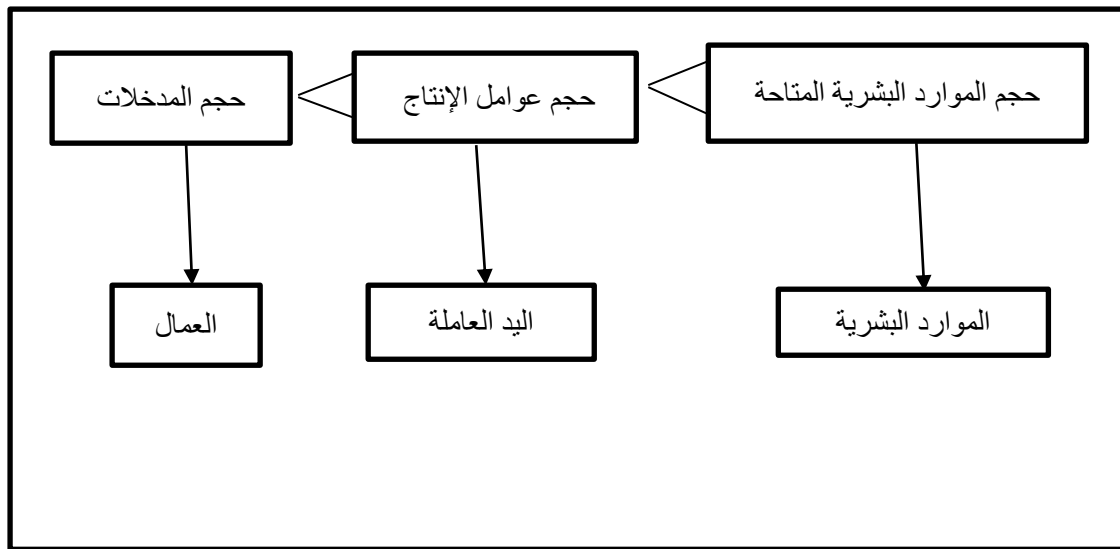 حجم الموارد البشرية المتاحة
حجم عوامل الإنتاج
حجم المدخلات
الموارد البشرية
اليد العاملة
العمال